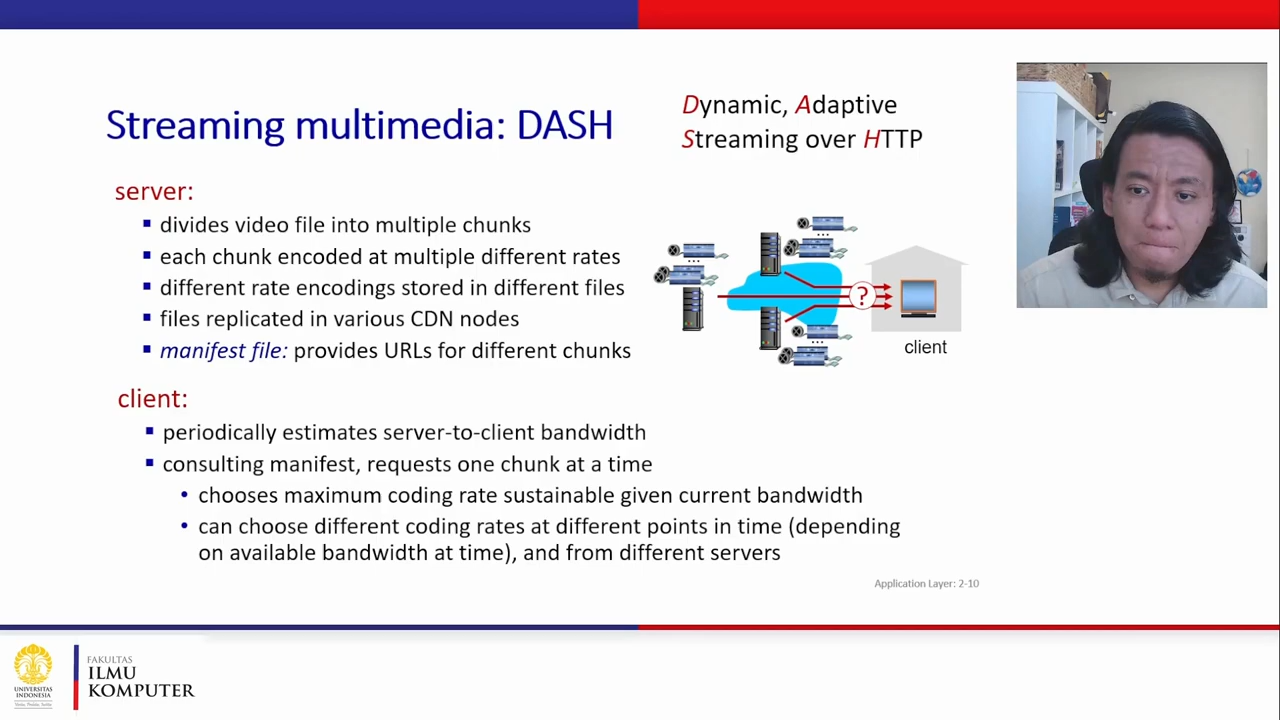 Streaming multimedia: DASH
Dynamic, Adaptive
Streaming over HTTP
server:
divides video file into multiple chunks
each chunk encoded at multiple different rates
different rate encodings stored in different files
files replicated in various CDN nodes
manifest file: provides URLs for different chunks
...
...
...
?
client
client:
periodically estimates server-to-client bandwidth
consulting manifest, requests one chunk at a time
chooses maximum coding rate sustainable given current bandwidth
can choose different coding rates at different points in time (depending
on available bandwidth at time), and from different servers
Application Layer: 2-10
UNIVERSITAS
INDONESIA
FAKULTAS
ILMU
KOMPUTER